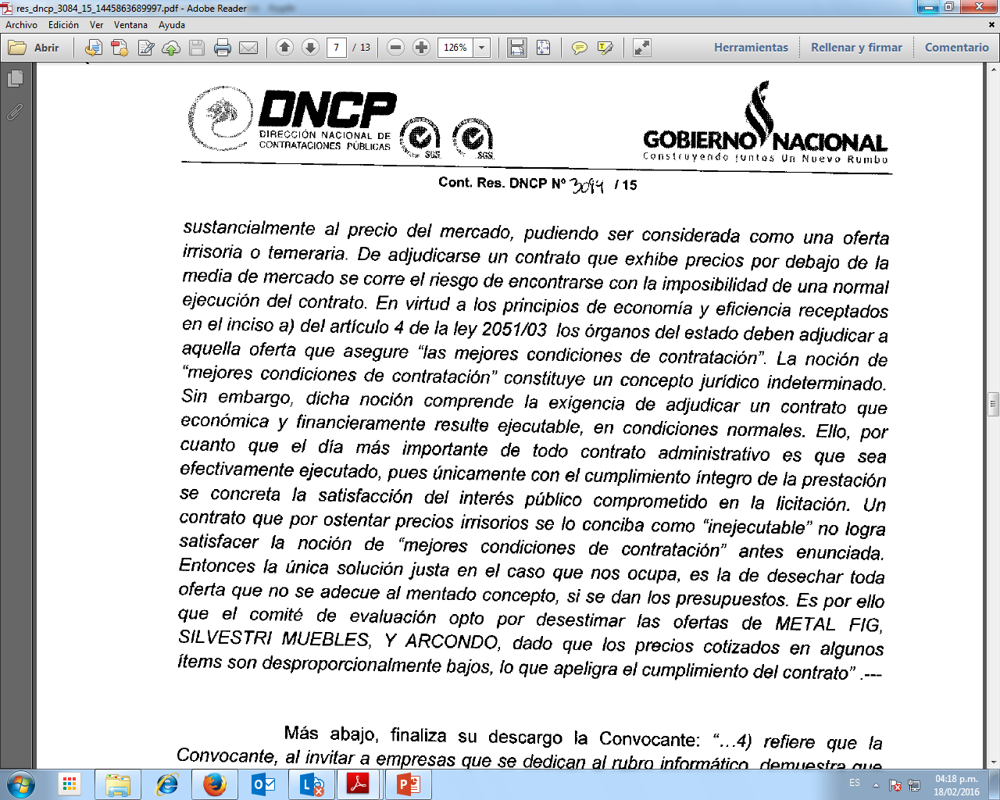 res_dncp_3084_15_1445863689997.pdf - Adobe Reader
Archivo Edición Ver Ventana Ayuda
Abrir 7 / 13 126% Herramientas Rellenar y firmar Comentario
DNCP
DIRECCIÓN NACIONAL DE
CONTRATACIONES PÚBLICAS
SGS SGS
GOBIERNO NACIONAL
Construyendo Juntos Un Nuevo Rumbo
Cont. Res. DNCP Nº 3084 / 15
sustancialmente al precio del mercado, pudiendo ser considerada como una oferta
irrisoria o temeraria. De adjudicarse un contrato que exhibe precios por debajo de la
media de mercado se corre el riesgo de encontrarse con la imposibilidad de una normal
ejecución del contrato. En virtud a los principios de economía y eficiencia receptados
en el inciso a) del artículo 4 de la ley 2051/03 los órganos del estado deben adjudicar a
aquella oferta que asegure “las mejores condiciones de contratación”. La noción de
“mejores condiciones de contratación” constituye un concepto jurídico indeterminado.
Sin embargo, dicha noción comprende la exigencia de adjudicar un contrato que
económica y financieramente resulte ejecutable, en condiciones normales. Ello, por
cuanto que el día más importante de todo contrato administrativo es que sea
efectivamente ejecutado, pues únicamente con el cumplimiento íntegro de la prestación
se concreta la satisfacción del interés público comprometido en la licitación. Un
contrato que por ostentar precios irrisorios se lo conciba como “inejecutable” no logra
satisfacer la noción de “mejores condiciones de contratación” antes enunciada.
Entonces la única solución justa en el caso que nos ocupa, es la de desechar toda
oferta que no se adecue al mentado concepto, si se dan los presupuestos. Es por ello
que el comité de evaluación opto por desestimar las ofertas de METAL FIG,
SILVESTRI MUEBLES, Y ARCONDO, dado que los precios cotizados en algunos
ítems son desproporcionalmente bajos, lo que apeligra el cumplimiento del contrato” .---
Más abajo, finaliza su descargo la Convocante: “...4) refiere que la
Convocante, al invitar a empresas que se dedican al rubro informático, demuestra que
ES 04:18 p.m.
18/02/2016